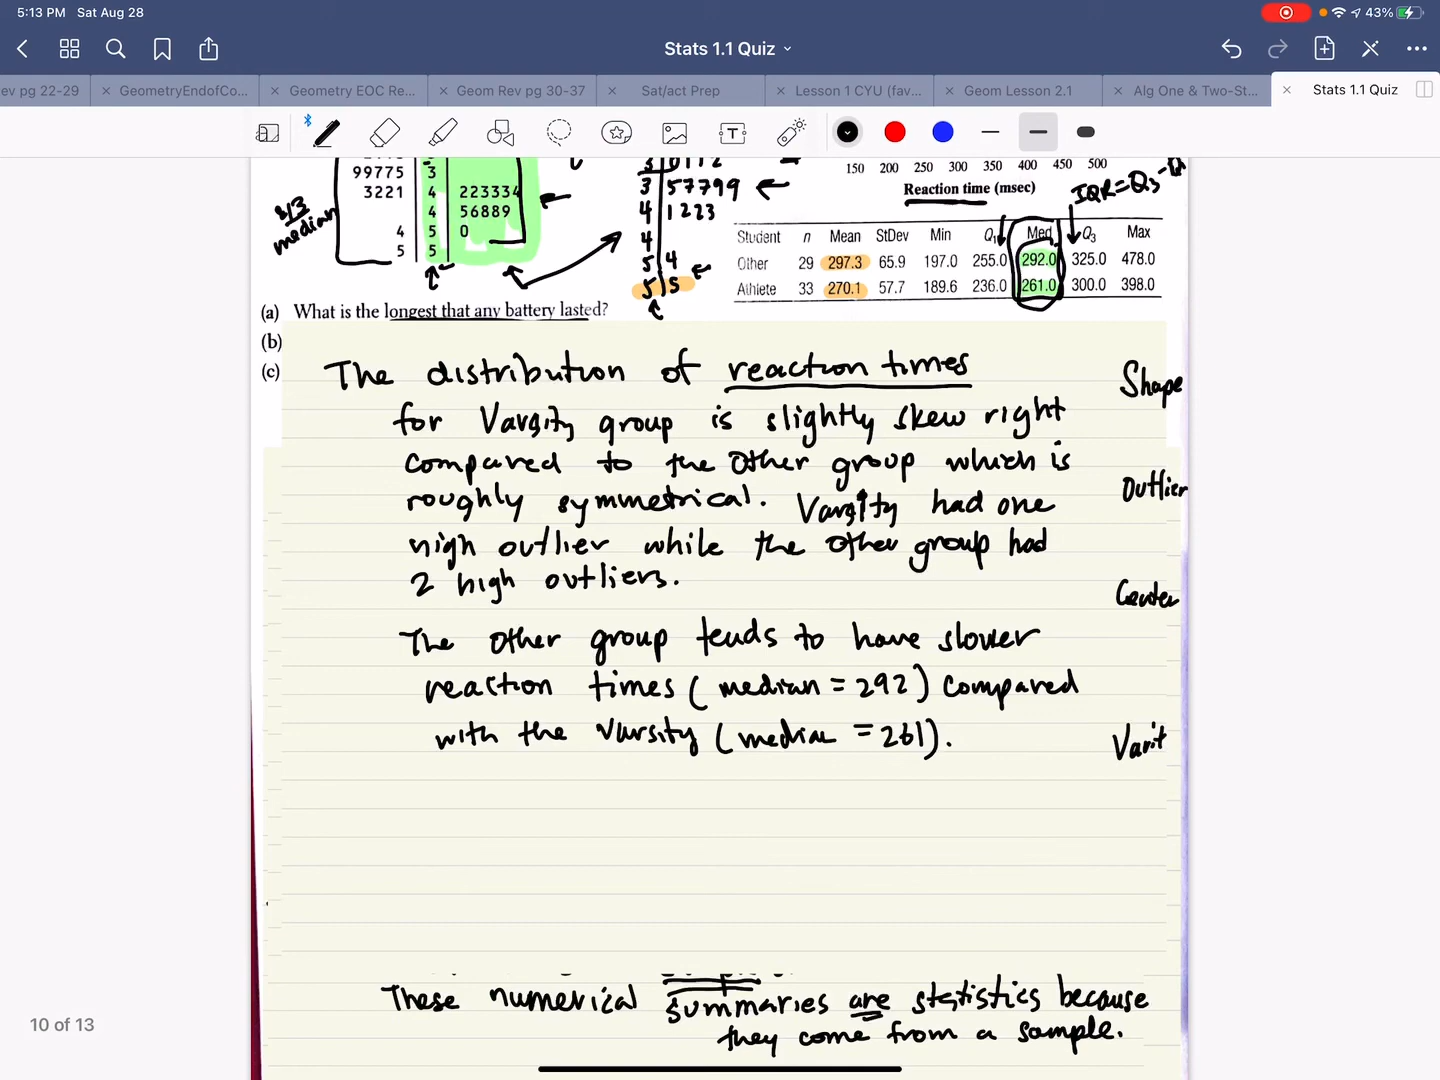 5:13 PM Sat Aug 28
43%
Stats 1.1 Quiz
ev pg 22-29
GeometryEndofCo...
Geometry EOC Re...
Geom Rev pg 30-37
Sat/act Prep
Lesson 1 CYU (fav...
Geom Lesson 2.1
Alg One & Two-St...
Stats 1.1 Quiz
99775 3
3221 4 223334
4 56889
4 5 0
5 5
median
3 0112
3 57799
4 1223
4
5 4
5 5
150 200 250 300 350 400 450 500
Reaction time (msec)
IQR = Q3 -
Student n Mean StDev Min Q1 Med Q3 Max
Other 29 297.3 65.9 197.0 255.0 292.0 325.0 478.0
Athlete 33 270.1 57.7 189.6 236.0 261.0 300.0 398.0
(a) What is the longest that any battery lasted?
(b)
(c)
The distribution of reaction times
for Varsity group is slightly skew right
compared to the other group which is
roughly symmetrical. Varsity had one
high outlier while the other group had
2 high outliers.
The other group tends to have slower
reaction times (median = 292) compared
with the varsity (median = 261).
Shape
Outlier
Center
Varit
These numerical summaries are statistics because
they come from a sample.
10 of 13